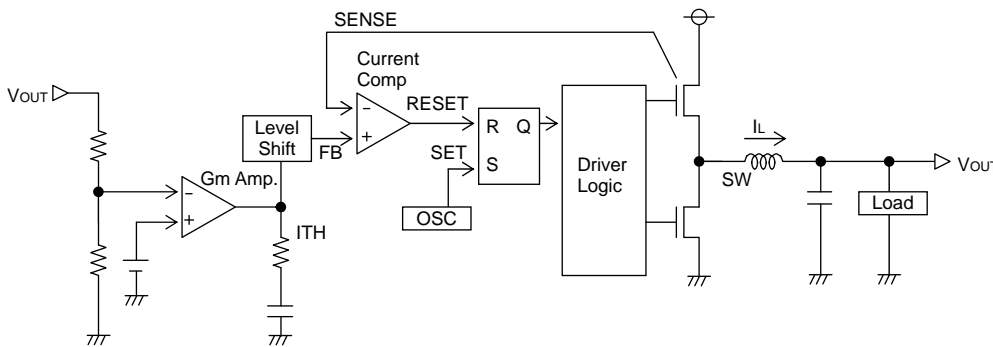 SENSE
Current
Comp
VOUT
RESET
Level
Shift
FB
R Q
S
SET
Gm Amp.
OSC
ITH
Driver
Logic
IL
SW
VOUT
Load